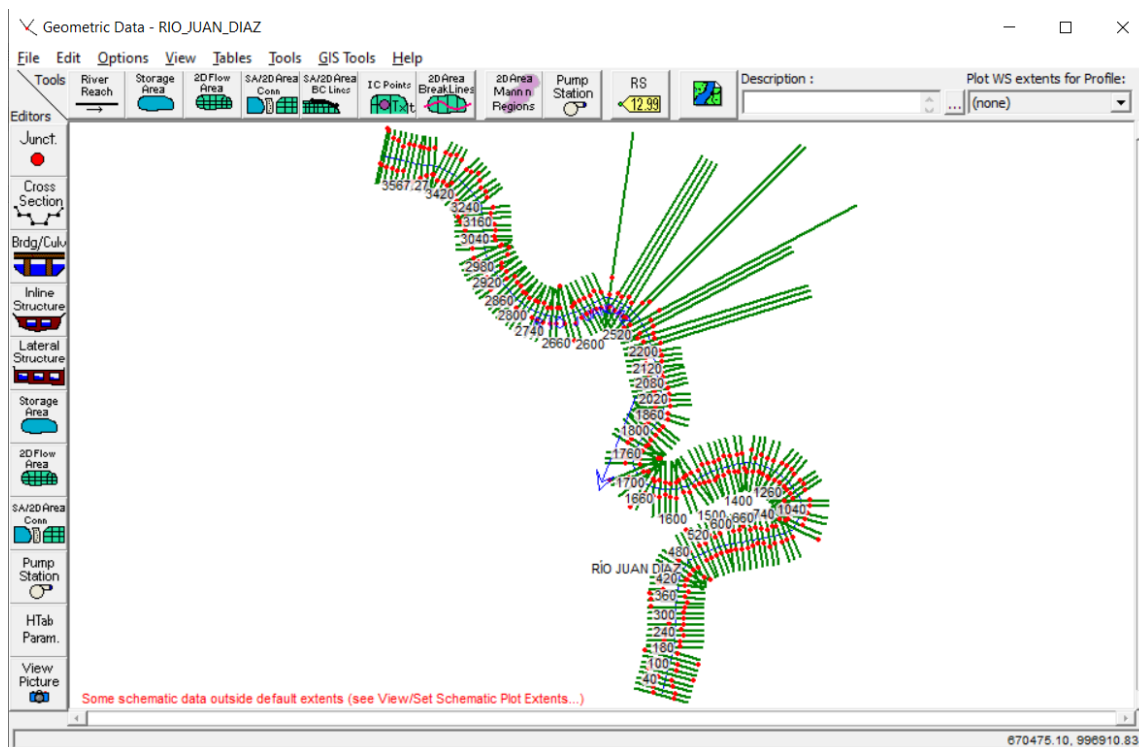 Geometric Data - RIO_JUAN_DIAZ
File Edit Options View Tables Tools GIS Tools Help
Tools
River Reach
Storage Area
2D Flow Area
SA/2D Area Conn
SA/2D Area BC Lines
IC Points
2D Area BreakLines
2D Area Mann n Regions
Pump Station
RS
12.99
Description :
...
Plot WS extents for Profile:
(none)
Editors
Junct.
Cross Section
Brdg/Culv
Inline Structure
Lateral Structure
Storage Area
2D Flow Area
SA/2D Area Conn
Pump Station
HTab Param.
View Picture
3567.27
3420
3240
3160
3040
2980
2920
2860
2800
2740
2660
2600
2520
2200
2120
2080
2020
1860
1800
1760
1700
1660
1600
1500
1400
1260
1040
740
660
600
520
480
RÍO JUAN DIAZ
420
360
300
240
180
100
40
Some schematic data outside default extents (see View/Set Schematic Plot Extents...)
670475.10, 996910.83